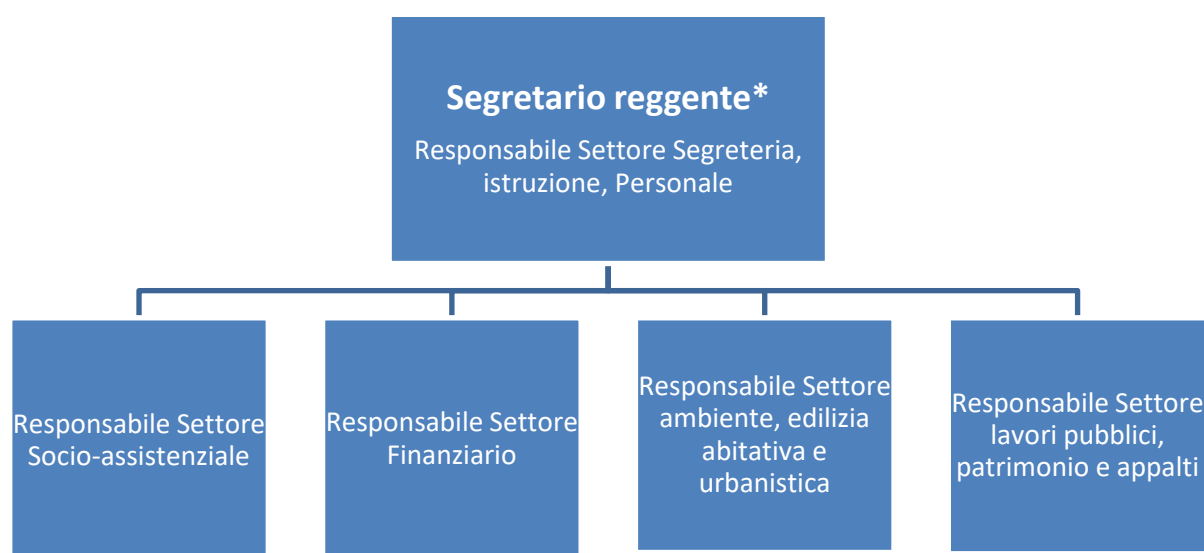 Segretario reggente*
Responsabile Settore Segreteria,
istruzione, Personale
Responsabile Settore
Socio-assistenziale
Responsabile Settore
Finanziario
Responsabile Settore
ambiente, edilizia
abitativa e
urbanistica
Responsabile Settore
lavori pubblici,
patrimonio e appalti